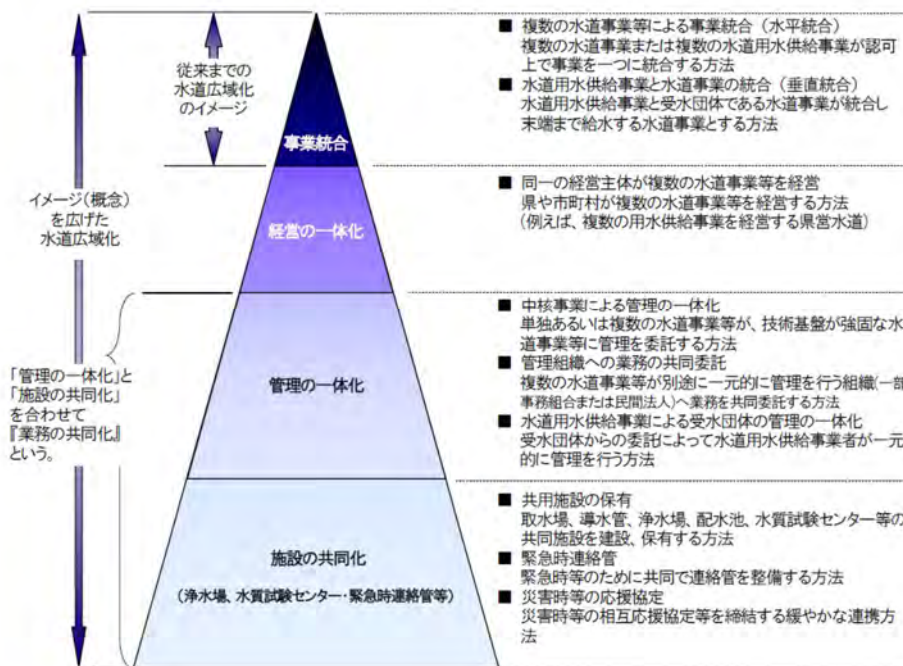 従来までの
水道広域化
のイメージ
イメージ(概念)
を広げた
水道広域化
「管理の一体化」と
「施設の共同化」
を合わせて
『業務の共同化』
という。
事業統合
経営の一体化
管理の一体化
施設の共同化
(浄水場、水質試験センター・緊急時連絡管等)
■ 複数の水道事業等による事業統合(水平統合)
複数の水道事業または複数の水道用水供給事業が認可
上で事業を一つに統合する方法
■ 水道用水供給事業と水道事業の統合(垂直統合)
水道用水供給事業と受水団体である水道事業が統合し
末端まで給水する水道事業とする方法
■ 同一の経営主体が複数の水道事業等を経営
県や市町村が複数の水道事業等を経営する方法
(例えば、複数の用水供給事業を経営する県営水道)
■ 中核事業による管理の一体化
単独あるいは複数の水道事業等が、技術基盤が強固な水
道事業等に管理を委託する方法
■ 管理組織への業務の共同委託
複数の水道事業等が別途に一元的に管理を行う組織(一部
事務組合または民間法人)へ業務を共同委託する方法
■ 水道用水供給事業による受水団体の管理の一体化
受水団体からの委託によって水道用水供給事業者が一元
的に管理を行う方法
■ 共用施設の保有
取水場、導水管、浄水場、配水池、水質試験センター等の
共同施設を建設、保有する方法
■ 緊急時連絡管
緊急時等のために共同で連絡管を整備する方法
■ 災害時等の応援協定
災害時等の相互応援協定等を締結する緩やかな連携方
法